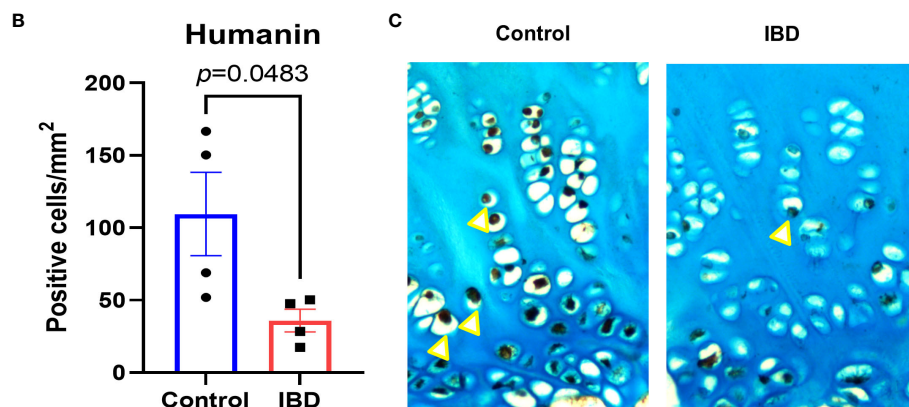 B
Humanin
p=0.0483
Positive cells/mm²
200
150
100
50
0
Control IBD
C
Control IBD